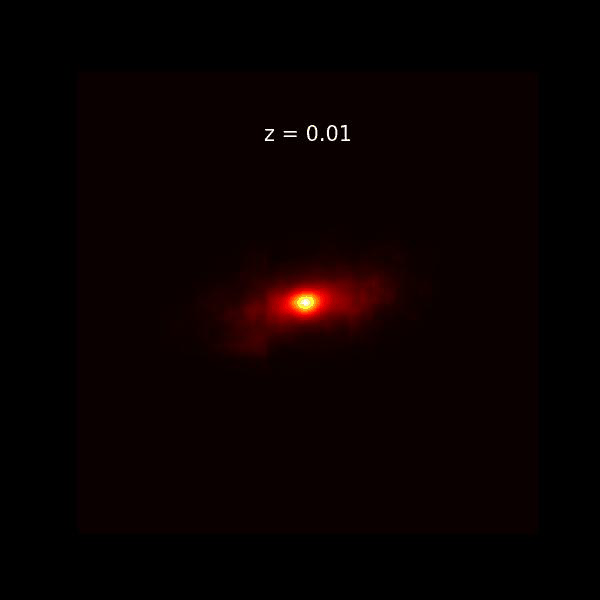 z = 0.01